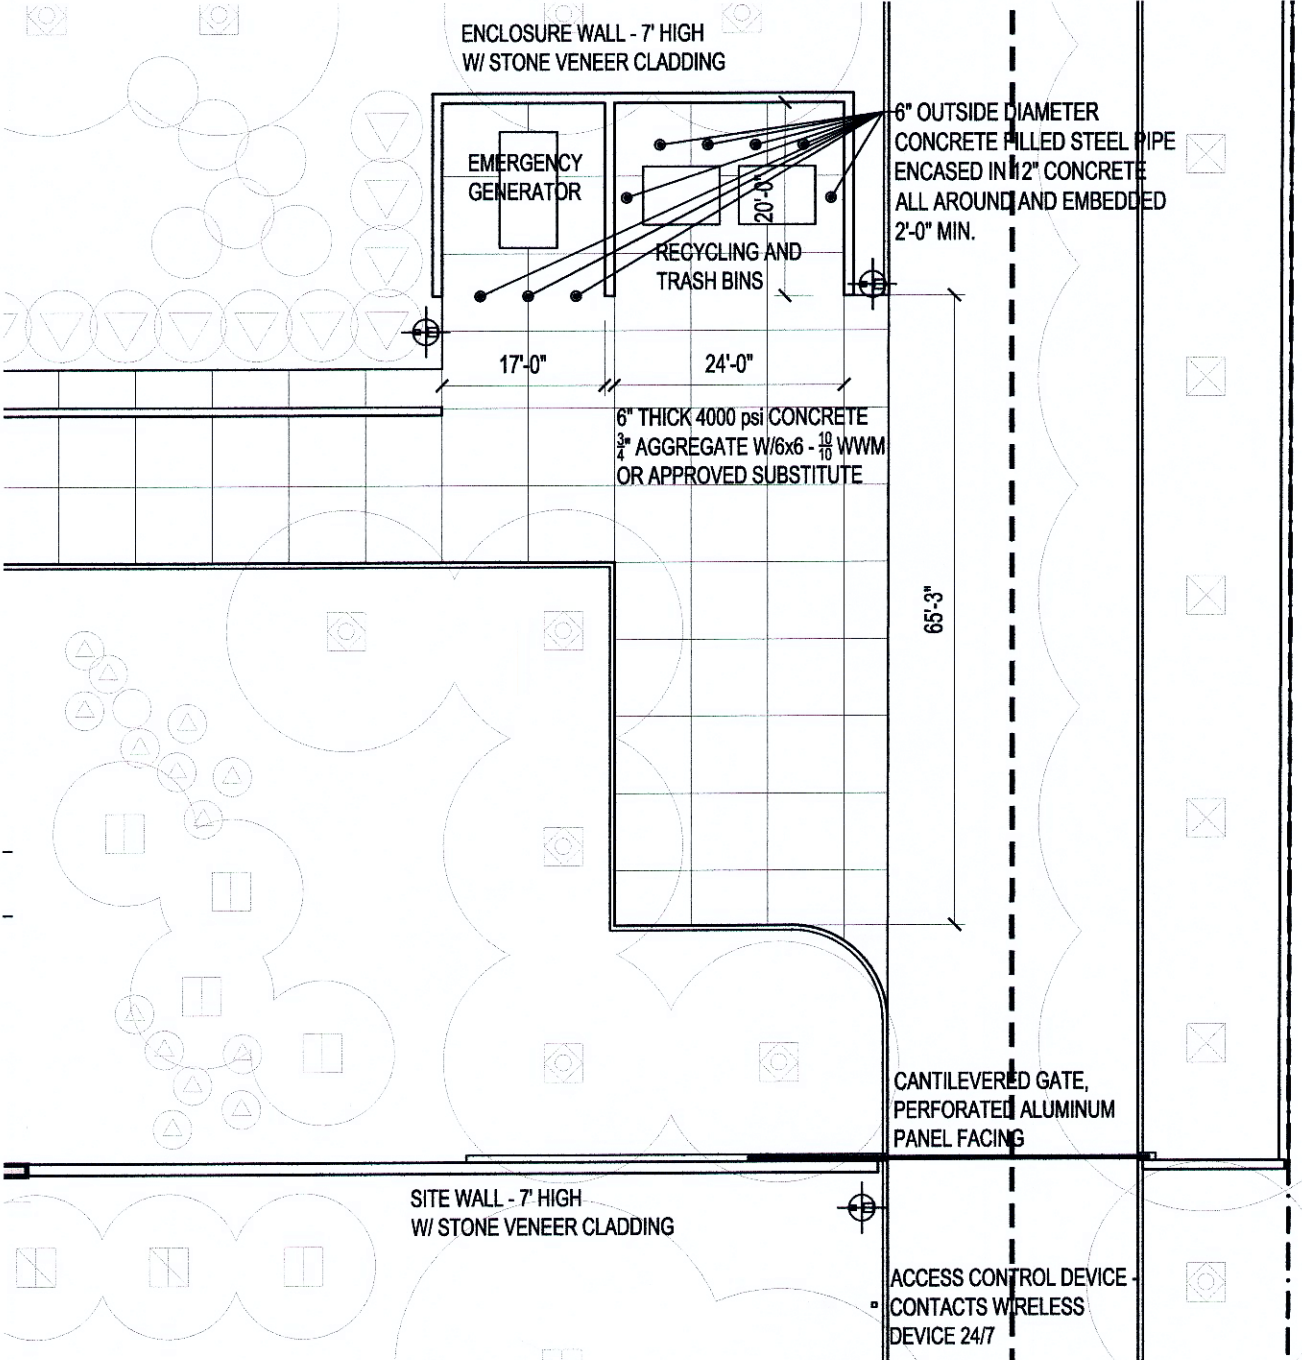 ENCLOSURE WALL - 7' HIGH
W/ STONE VENEER CLADDING
6" OUTSIDE DIAMETER
CONCRETE FILLED STEEL PIPE
ENCASED IN 12" CONCRETE
ALL AROUND AND EMBEDDED
2'-0" MIN.
EMERGENCY
GENERATOR
20'-0"
RECYCLING AND
TRASH BINS
17'-0"
24'-0"
6" THICK 4000 psi CONCRETE
3/4" AGGREGATE W/6x6 - 10/10 WWM
OR APPROVED SUBSTITUTE
65'-3"
CANTILEVERED GATE,
PERFORATED ALUMINUM
PANEL FACING
SITE WALL - 7' HIGH
W/ STONE VENEER CLADDING
ACCESS CONTROL DEVICE -
CONTACTS WIRELESS
DEVICE 24/7